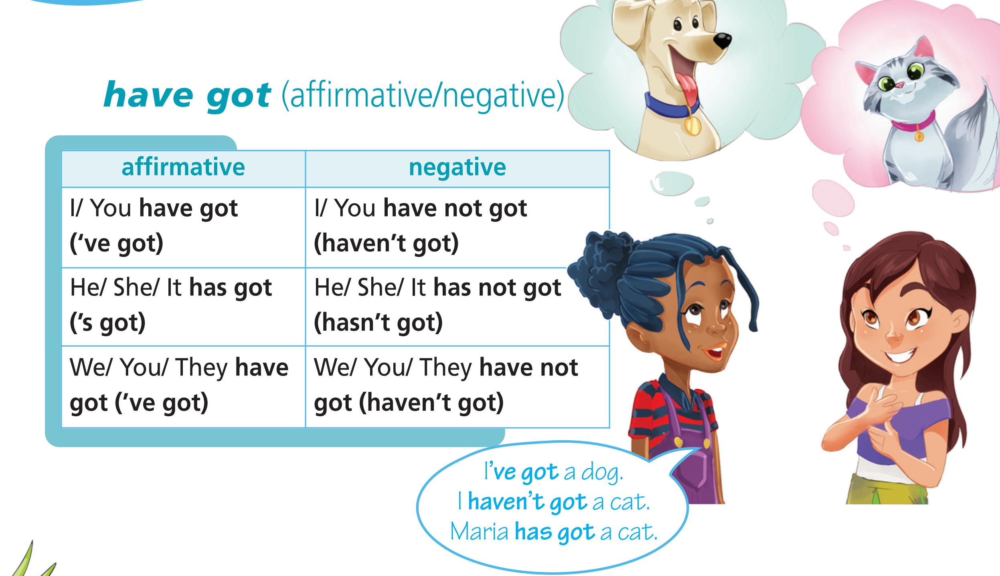 have got (affirmative/negative)
affirmative
negative
I/ You have got
(‘ve got)
I/ You have not got
(haven’t got)
He/ She/ It has got
(’s got)
He/ She/ It has not got
(hasn’t got)
We/ You/ They have
got (’ve got)
We/ You/ They have not
got (haven’t got)
I’ve got a dog.
I haven’t got a cat.
Maria has got a cat.